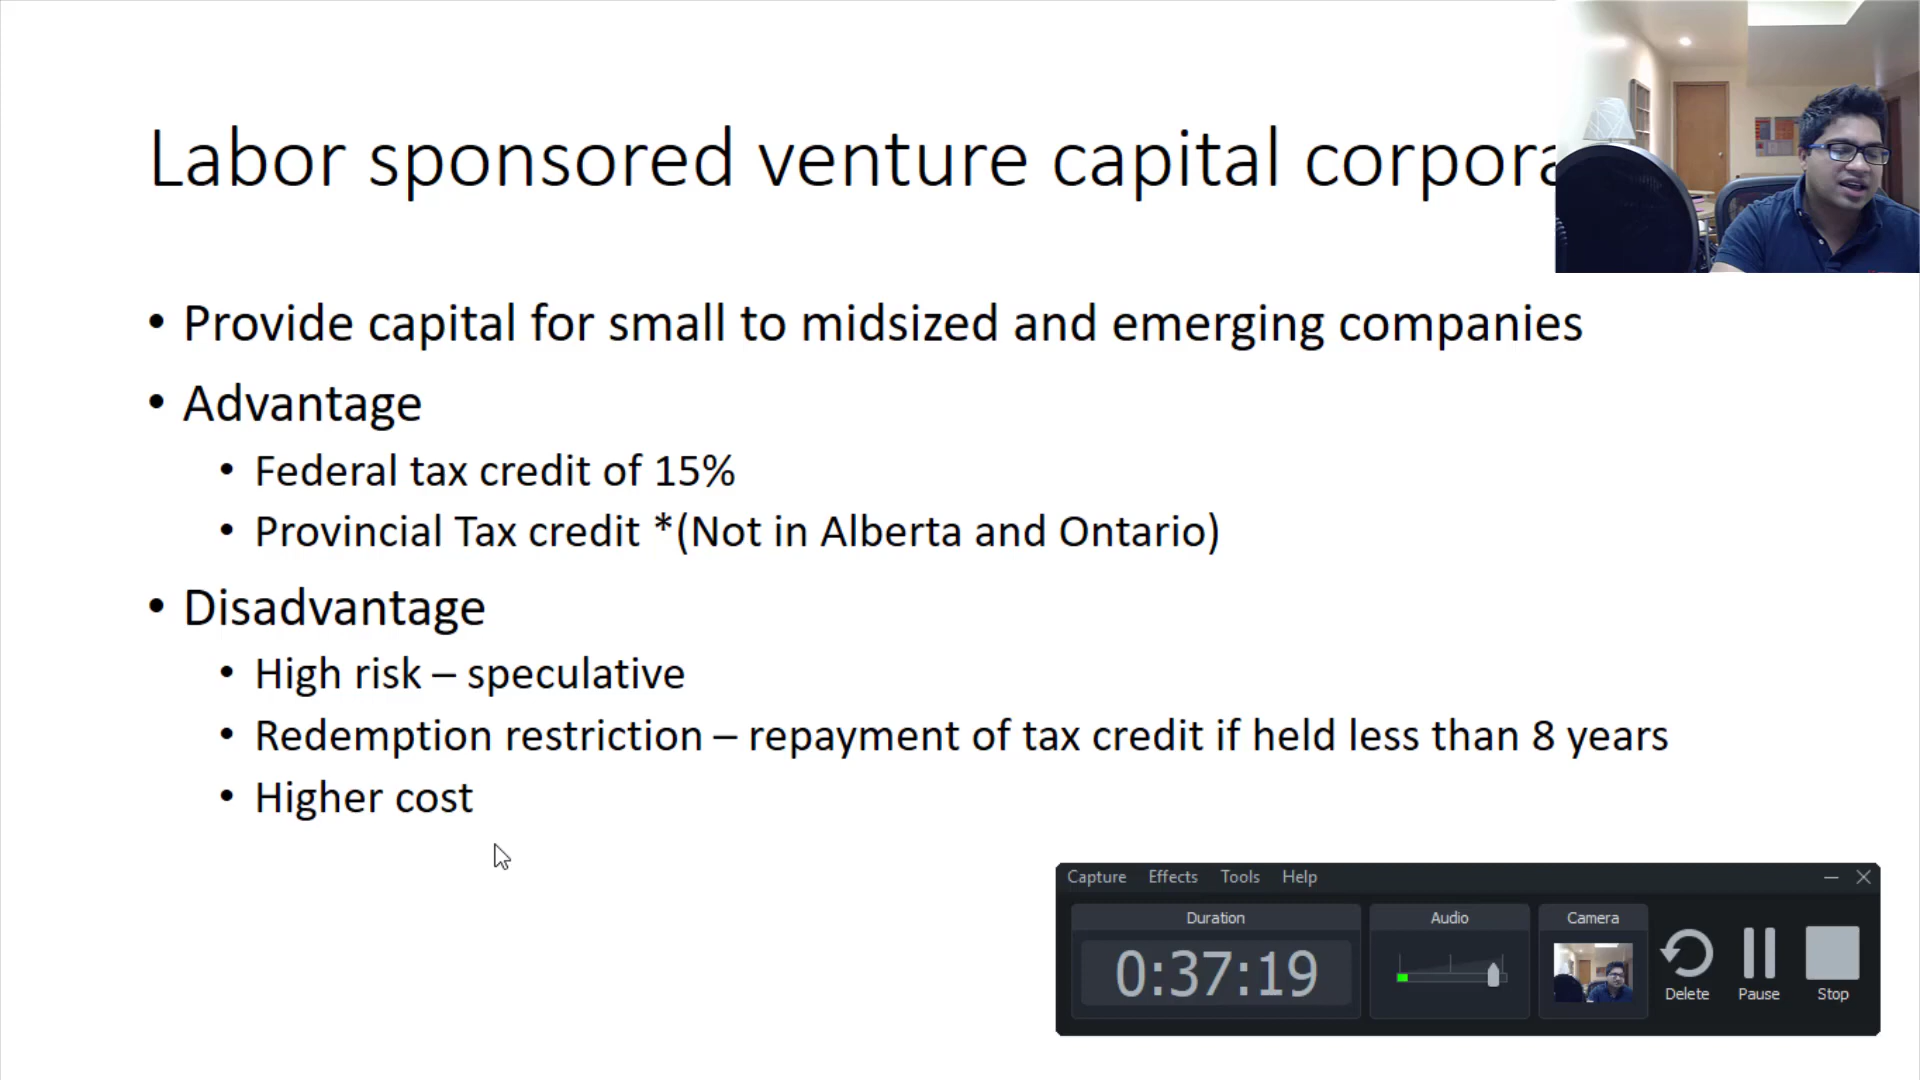 Labor sponsored venture capital
• Provide capital for small to midsized and emerging companies
• Advantage
• Federal tax credit of 15%
• Provincial Tax credit *(Not in Alberta and Ontario)
• Disadvantage
• High risk – speculative
• Redemption restriction – repayment of tax credit if held less than 8 years
• Higher cost
Capture Effects Tools Help
Duration Audio Camera
0:37:19
Delete Pause Stop